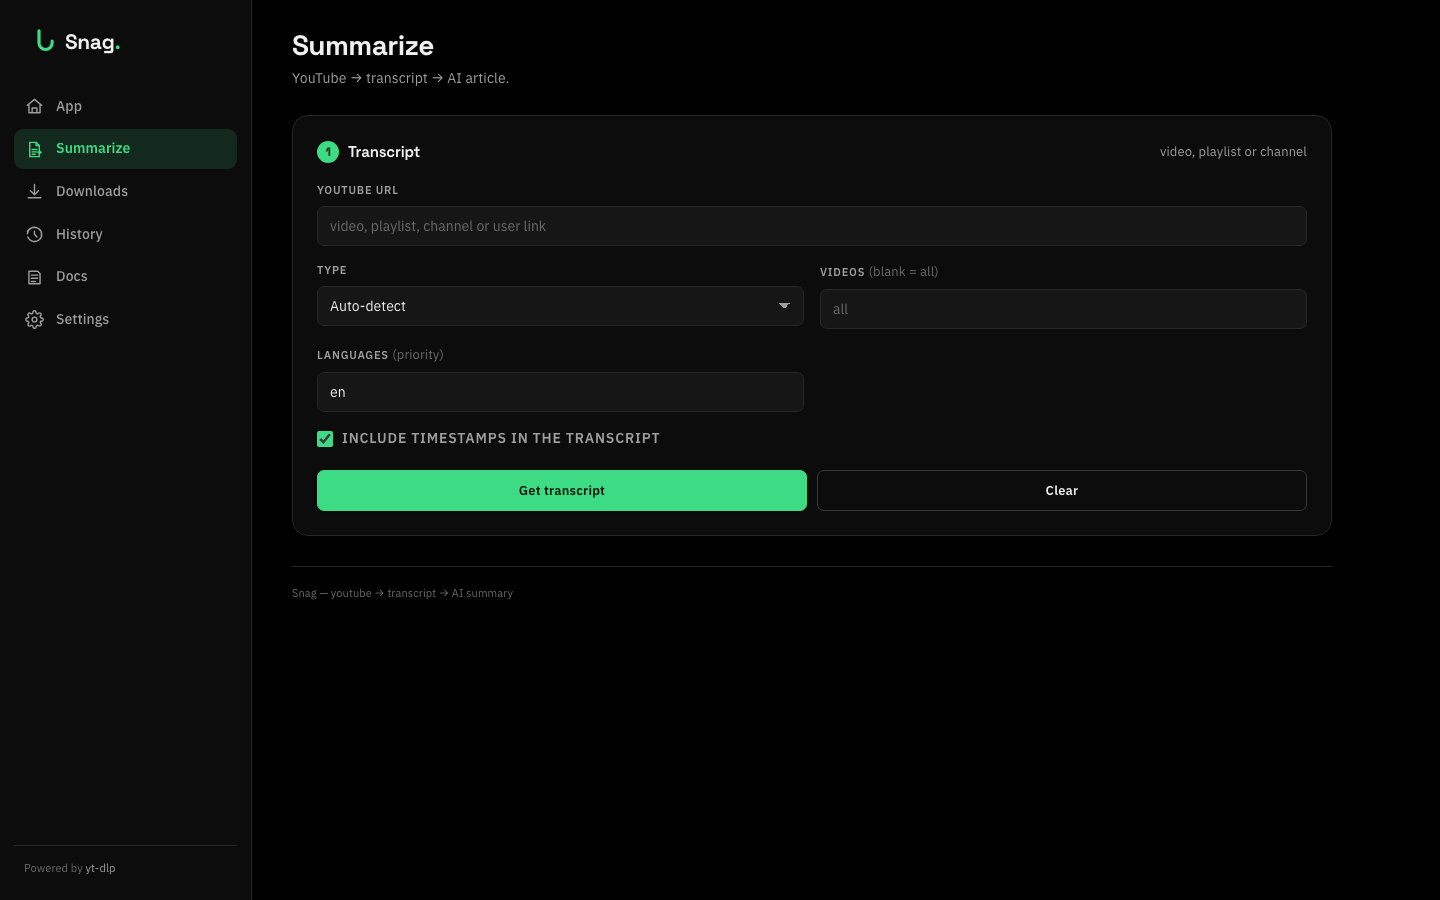 Snag.
App
Summarize
Downloads
History
Docs
Settings
Powered by yt-dlp
Summarize
YouTube → transcript → AI article.
1 Transcript
video, playlist or channel
YOUTUBE URL
video, playlist, channel or user link
TYPE
Auto-detect
VIDEOS (blank = all)
all
LANGUAGES (priority)
en
INCLUDE TIMESTAMPS IN THE TRANSCRIPT
Get transcript
Clear
Snag — youtube → transcript → AI summary